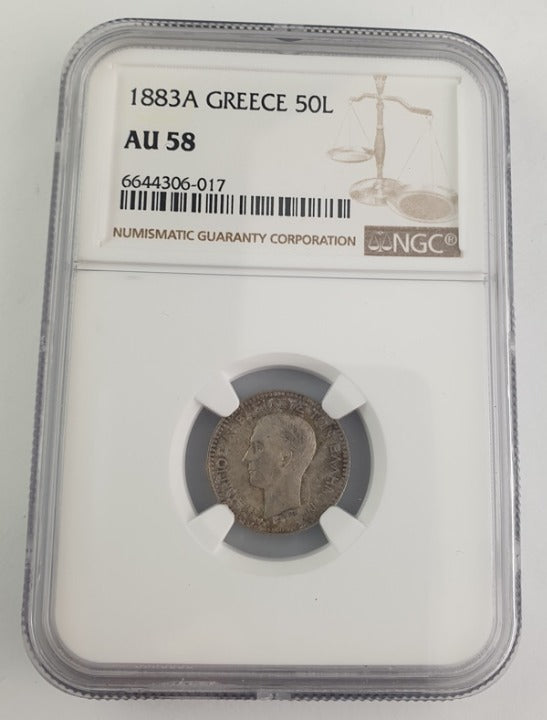 1883A GREECE 50L
AU 58
6644306-017
NUMISMATIC GUARANTY CORPORATION NGC®